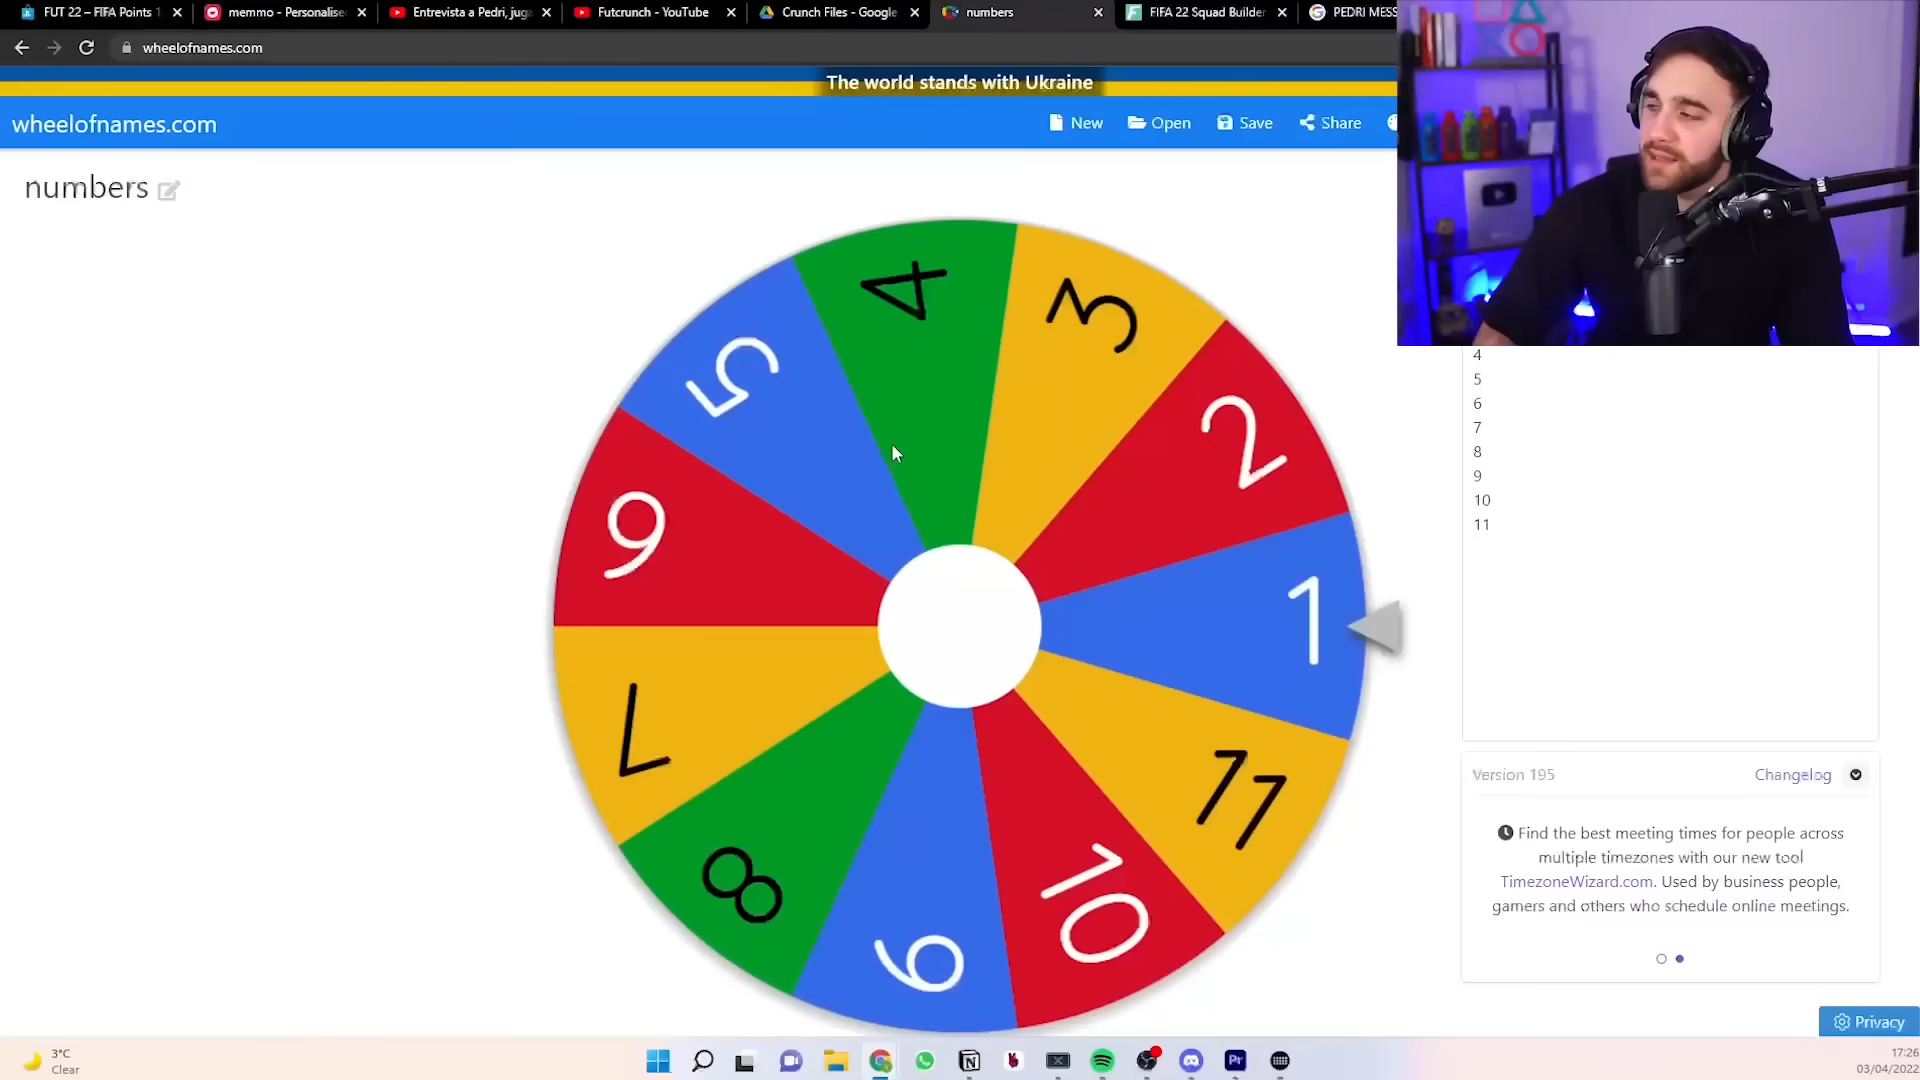 FUT 22 – FIFA Points 1
memmo - Personalise
Entrevista a Pedri, juga
Futcrunch - YouTube
Crunch Files - Google
numbers
FIFA 22 Squad Builder
PEDRI MESS
wheelofnames.com
The world stands with Ukraine
wheelofnames.com
New
Open
Save
Share
numbers
4
3
5
2
6
1
7
11
8
10
9
4
5
6
7
8
9
10
11
Version 195
Changelog
Find the best meeting times for people across
multiple timezones with our new tool
TimezoneWizard.com. Used by business people,
gamers and others who schedule online meetings.
Privacy
3°C
Clear
Pr
17:26
03/04/2022